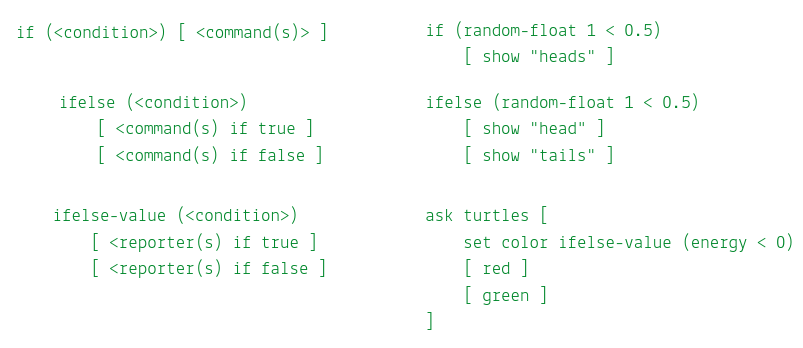 if (<condition>) [ <command(s)> ]
ifelse (<condition>)
[ <command(s) if true ]
[ <command(s) if false ]
ifelse-value (<condition>)
[ <reporter(s) if true ]
[ <reporter(s) if false ]
if (random-float 1 < 0.5)
[ show "heads" ]
ifelse (random-float 1 < 0.5)
[ show "head" ]
[ show "tails" ]
ask turtles [
set color ifelse-value (energy < 0)
[ red ]
[ green ]
]